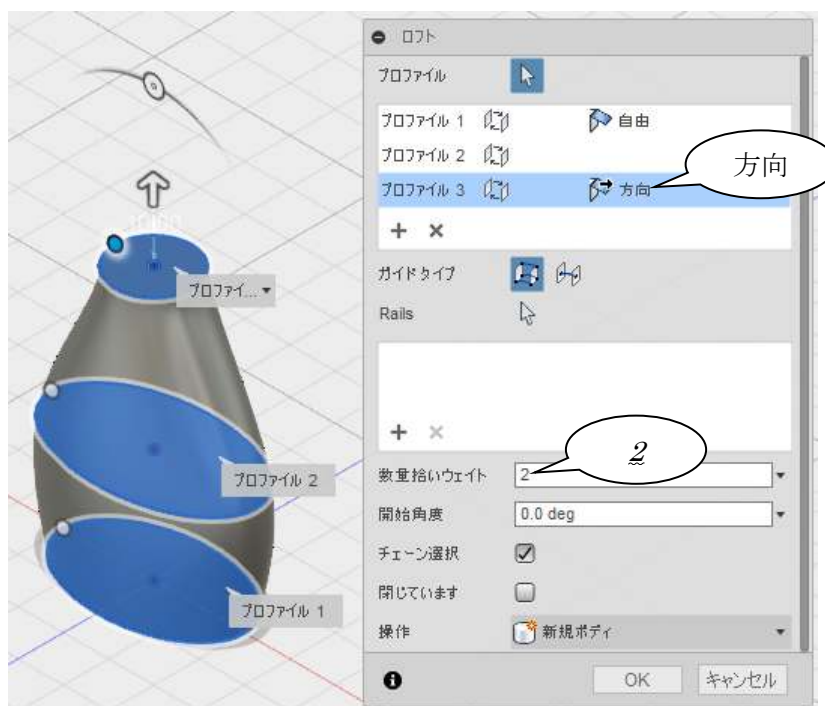 ロフト
プロファイル
プロファイル 1 自由
プロファイル 2
プロファイル 3 方向
方向
ガイドタイプ
Rails
数量拾いウェイト 2
2
開始角度 0.0 deg
チェーン選択
閉じています
操作 新規ボディ
OK キャンセル
プロファイ...
プロファイル 2
プロファイル 1